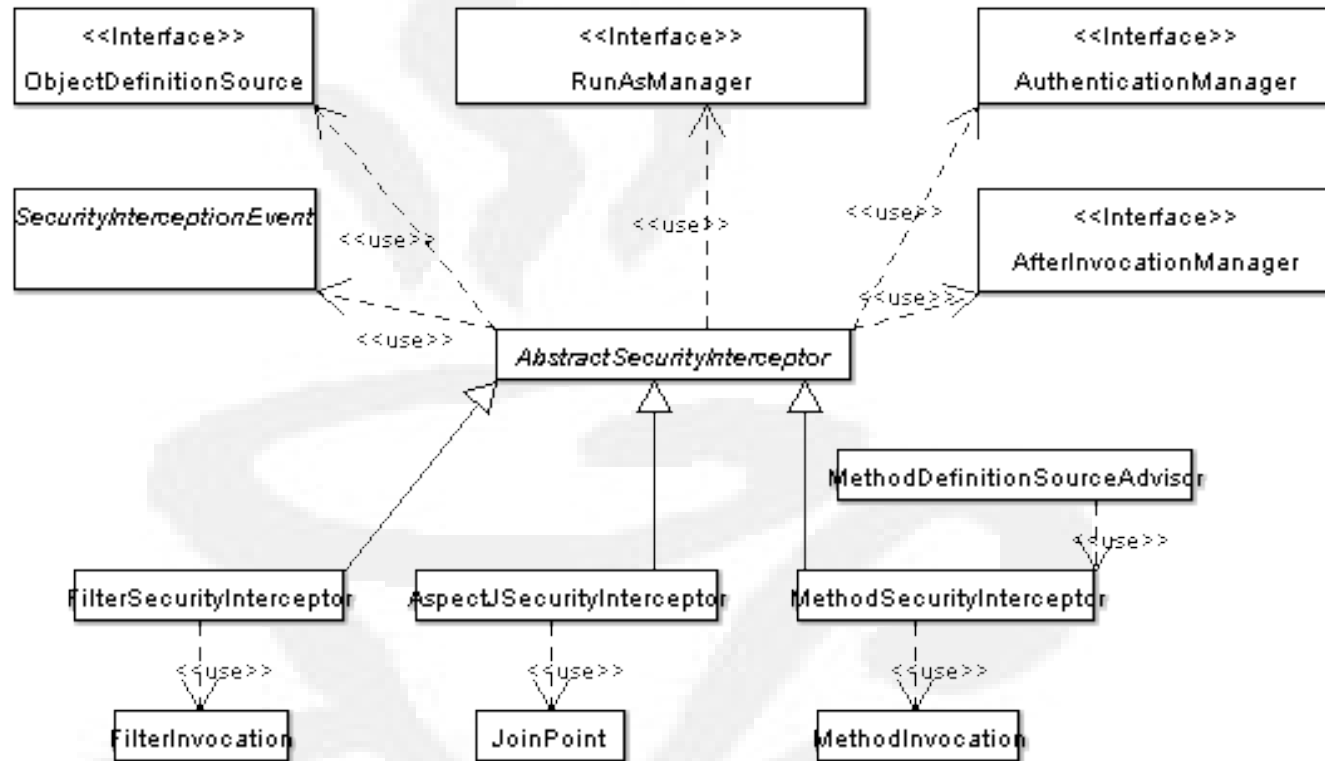 <<Interface>>
ObjectDefinitionSource
<<Interface>>
RunAsManager
<<Interface>>
AuthenticationManager
SecurityInterceptionEvent
<<use>>
<<use>>
<<use>>
<<Interface>>
AfterInvocationManager
<<use>>
<<use>>
AbstractSecurityInterceptor
MethodDefinitionSourceAdvisor
<<use>>
FilterSecurityInterceptor
AspectJSecurityInterceptor
MethodSecurityInterceptor
<<use>>
<<use>>
<<use>>
FilterInvocation
JoinPoint
MethodInvocation